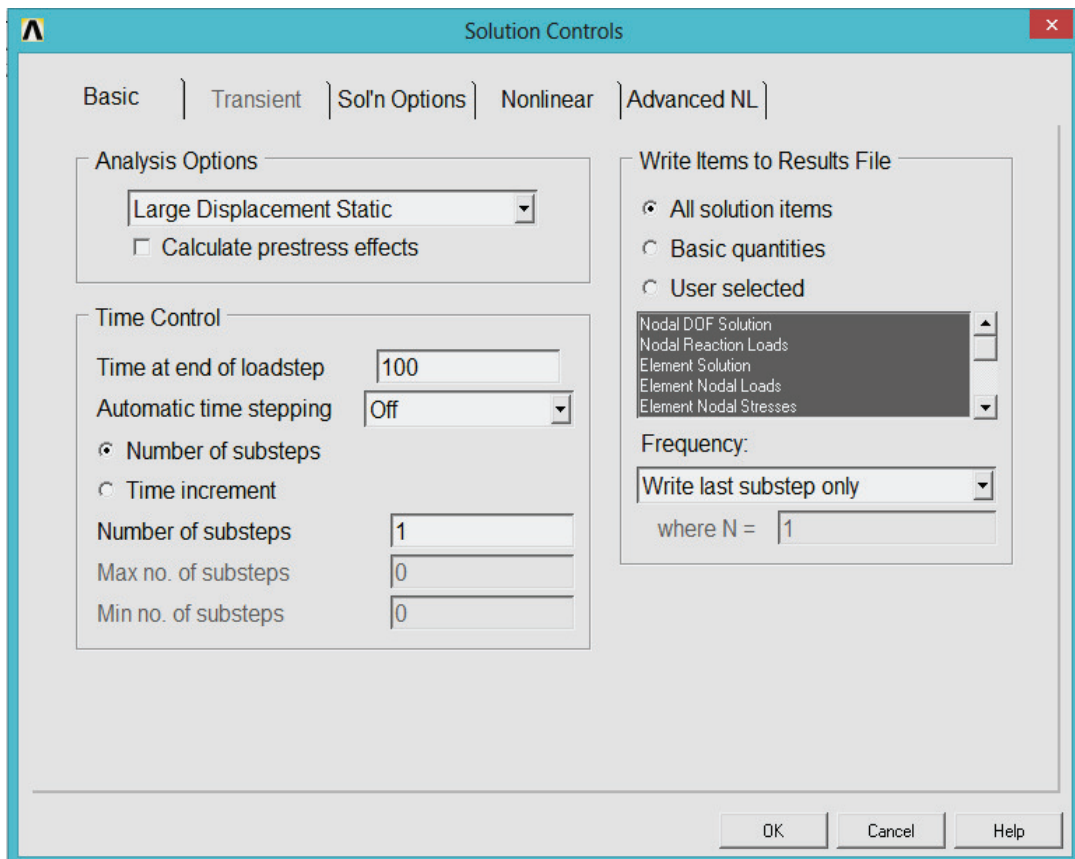 Solution Controls
Basic
Transient
Sol'n Options
Nonlinear
Advanced NL
Analysis Options
Large Displacement Static
Calculate prestress effects
Time Control
Time at end of loadstep 100
Automatic time stepping Off
Number of substeps
Time increment
Number of substeps 1
Max no. of substeps 0
Min no. of substeps 0
Write Items to Results File
All solution items
Basic quantities
User selected
Nodal DOF Solution
Nodal Reaction Loads
Element Solution
Element Nodal Loads
Element Nodal Stresses
Frequency:
Write last substep only
where N = 1
OK
Cancel
Help